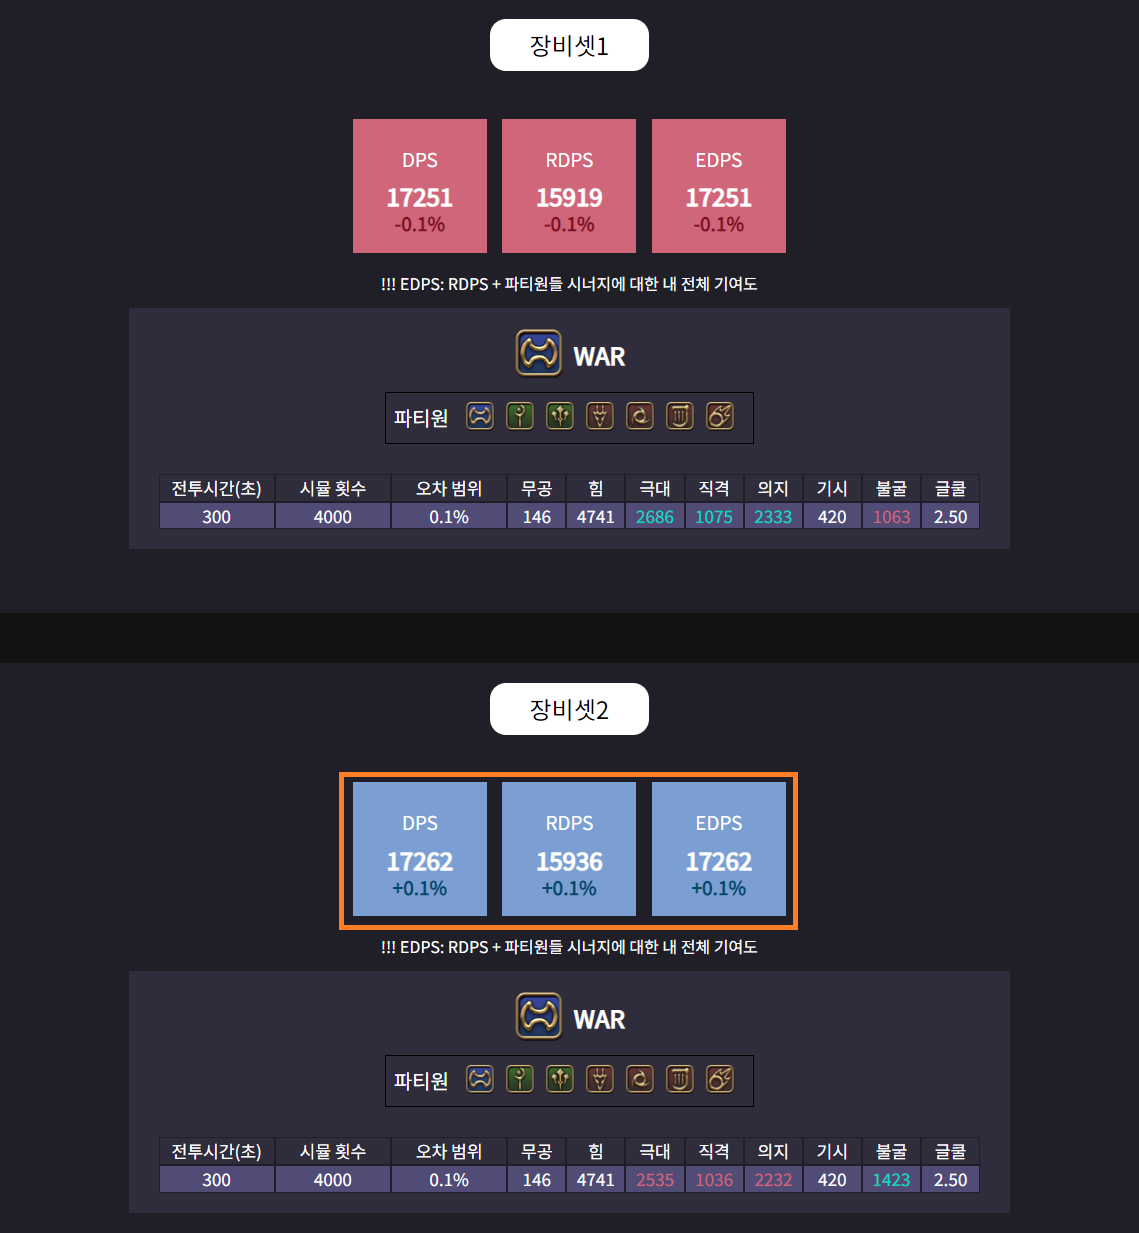 장비셋1
DPS RDPS EDPS
17251 15919 17251
-0.1% -0.1% -0.1%
!!! EDPS: RDPS + 파티원들 시너지에 대한 내 전체 기여도
WAR
파티원
전투시간(초) 시뮬 횟수 오차 범위 무공 힘 극대 직격 의지 기시 불굴 글쿨
300 4000 0.1% 146 4741 2686 1075 2333 420 1063 2.50
장비셋2
DPS RDPS EDPS
17262 15936 17262
+0.1% +0.1% +0.1%
!!! EDPS: RDPS + 파티원들 시너지에 대한 내 전체 기여도
WAR
파티원
전투시간(초) 시뮬 횟수 오차 범위 무공 힘 극대 직격 의지 기시 불굴 글쿨
300 4000 0.1% 146 4741 2535 1036 2232 420 1423 2.50